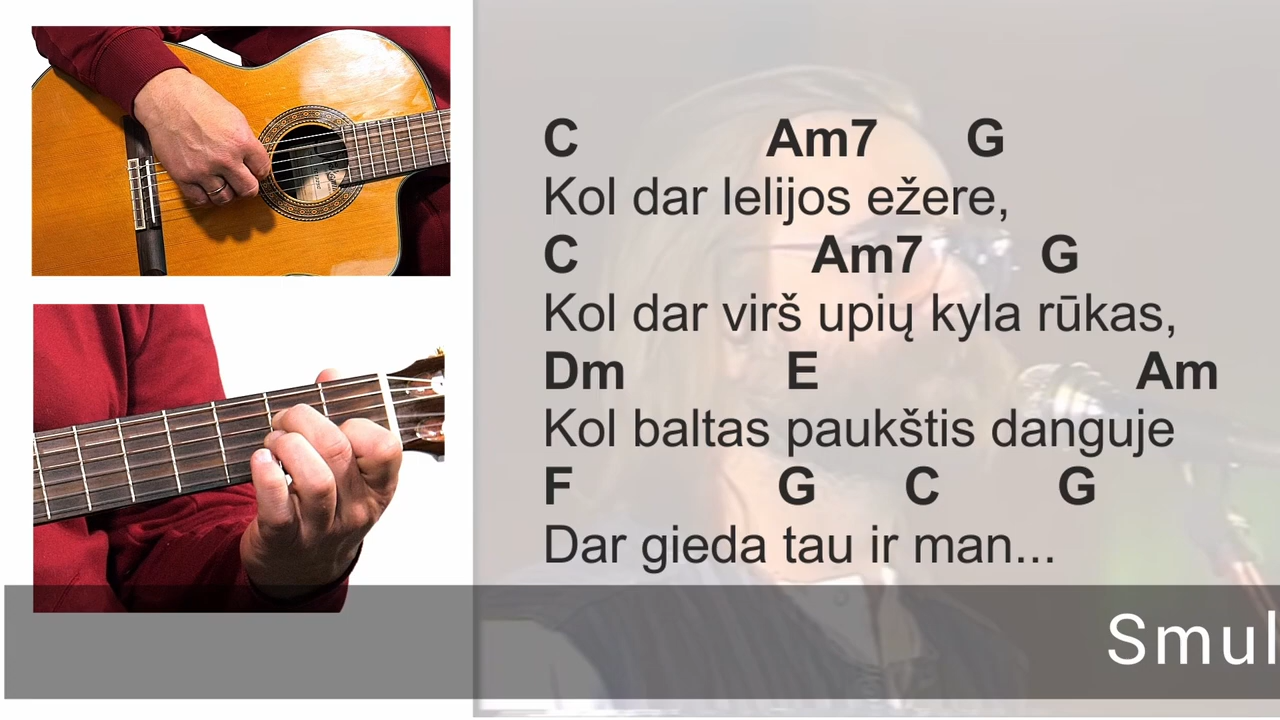 C Am7 G
Kol dar lelijos ežere,
C Am7 G
Kol dar virš upių kyla rūkas,
Dm E Am
Kol baltas paukštis danguje
F G C G
Dar gieda tau ir man...
Smul